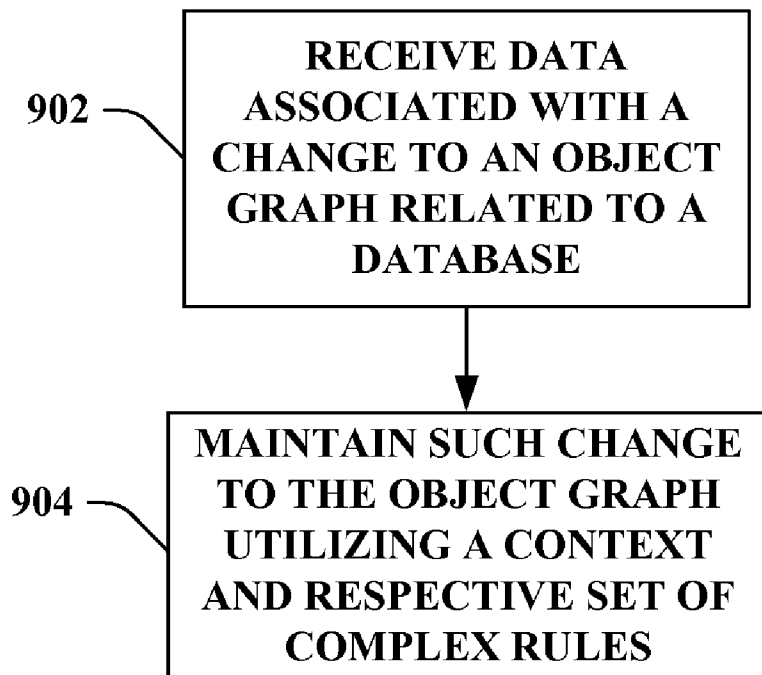 RECEIVE DATA
ASSOCIATED WITH A
902
CHANGE TO AN OBJECT
GRAPH RELATED TO A
DATABASE
MAINTAIN SUCH CHANGE
904
TO THE OBJECT GRAPH
UTILIZING A CONTEXT
AND RESPECTIVE SET OF
COMPLEX RULES